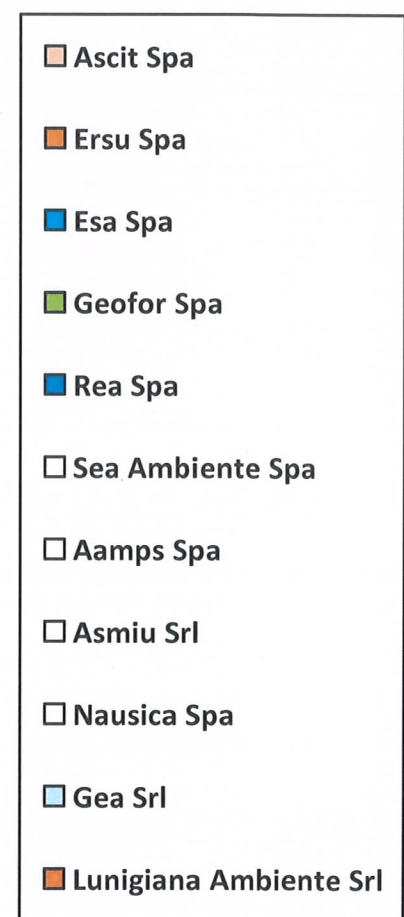 Ascit Spa
Ersu Spa
Esa Spa
Geofor Spa
Rea Spa
Sea Ambiente Spa
Aamps Spa
Asmiu Srl
Nausica Spa
Gea Srl
Lunigiana Ambiente Srl